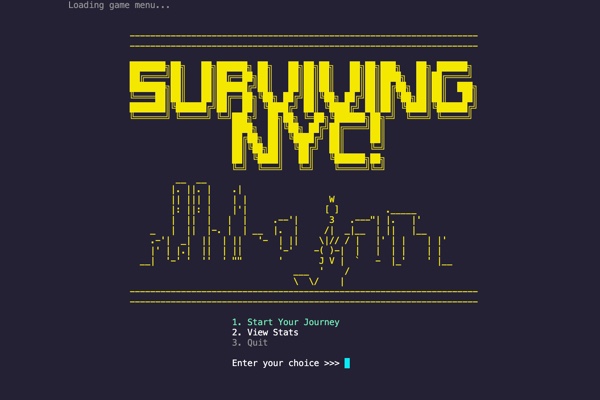 Loading game menu...
SURVIVING
NYC!
1. Start Your Journey
2. View Stats
3. Quit
Enter your choice >>>